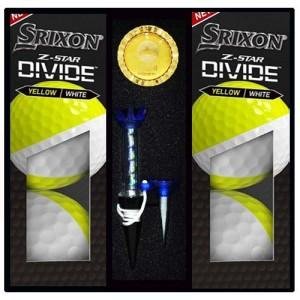 SRIXON
Z-STAR
DIVIDE
YELLOW/WHITE
SRIXON
Z-STAR
DIVIDE
YELLOW/WHITE